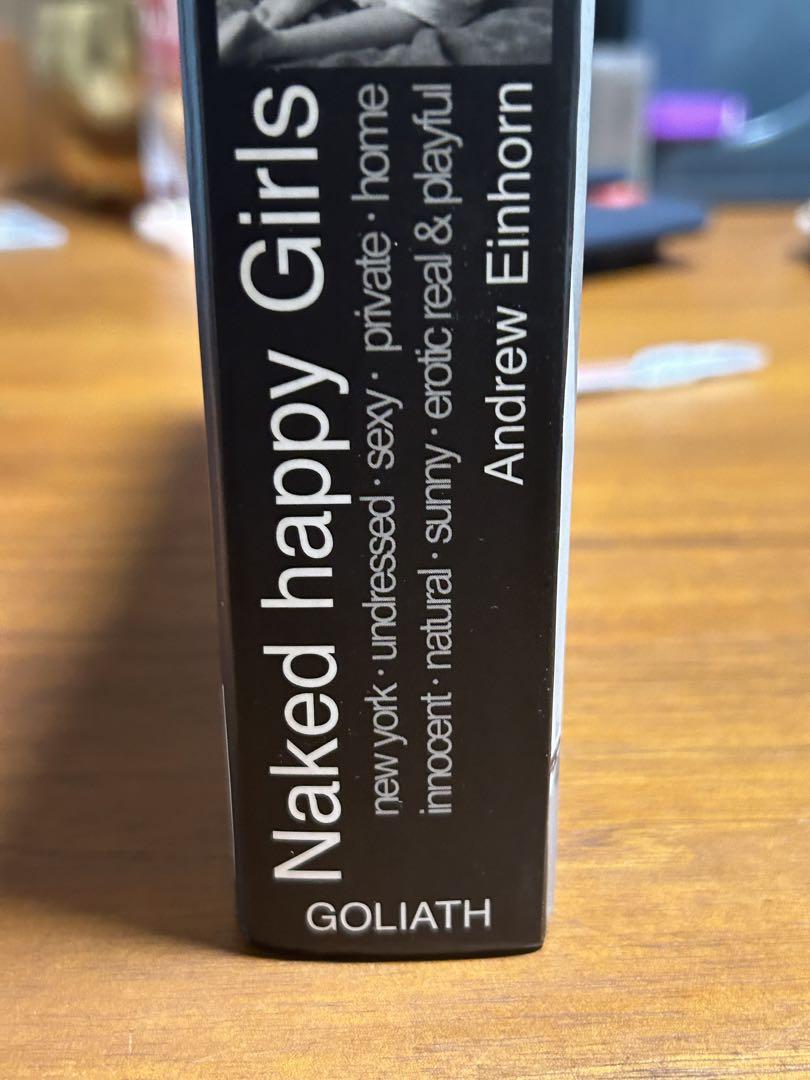 Naked happy Girls
new york · undressed · sexy · private · home
innocent · natural · sunny · erotic real & playful
Andrew Einhorn
GOLIATH